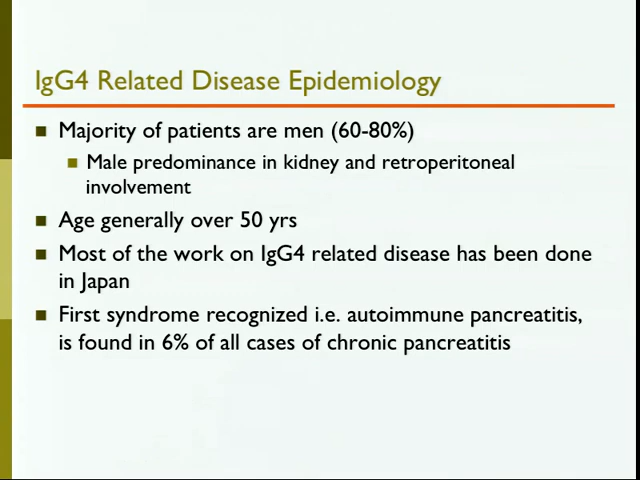 IgG4 Related Disease Epidemiology
Majority of patients are men (60-80%)
Male predominance in kidney and retroperitoneal
involvement
Age generally over 50 yrs
Most of the work on IgG4 related disease has been done
in Japan
First syndrome recognized i.e. autoimmune pancreatitis,
is found in 6% of all cases of chronic pancreatitis